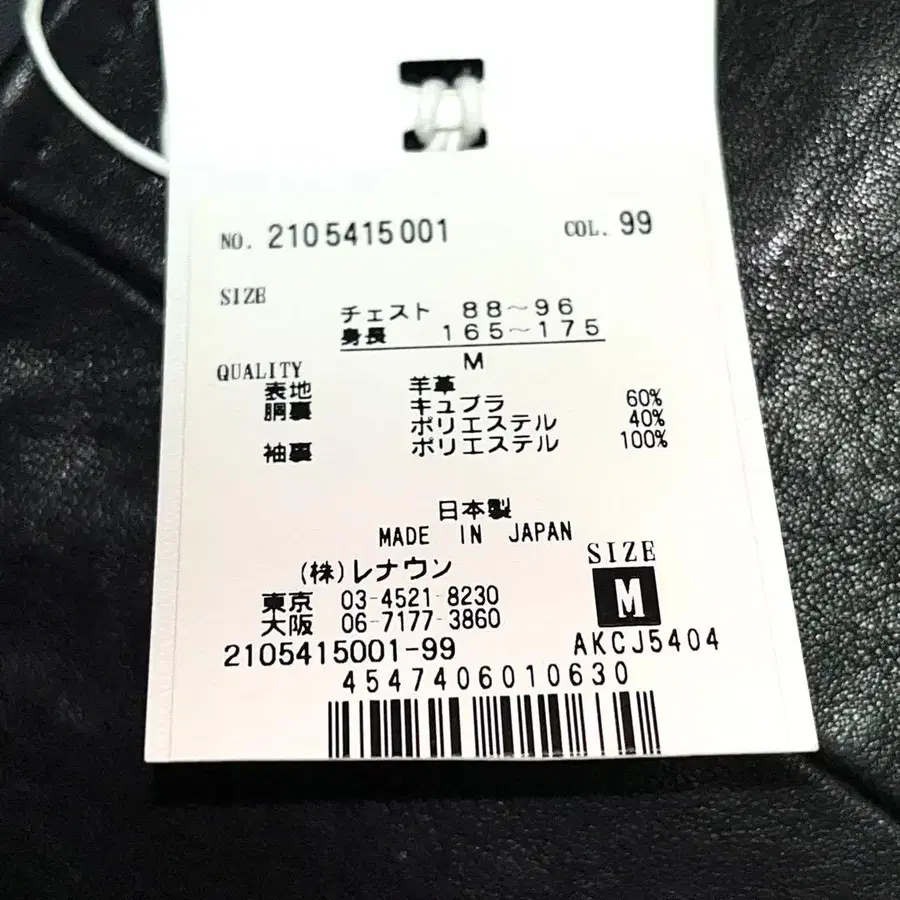 NO. 2105415001 COL. 99
SIZE
チェスト 88～96
身長 165～175
M
QUALITY
表地 羊革
胴裏 キュプラ 60%
ポリエステル 40%
袖裏 ポリエステル 100%
日本製
MADE IN JAPAN
(株)レナウン
東京 03-4521-8230
大阪 06-7177-3860
SIZE
M
2105415001-99 AKCJ5404
4547406010630